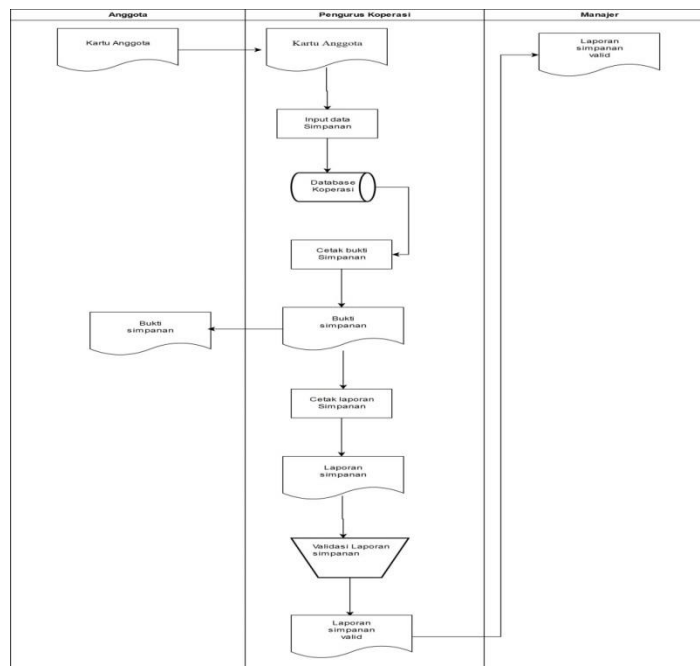 Anggota
Pengurus Koperasi
Manajer
Kartu Anggota
Kartu Anggota
Laporan
simpanan
valid
Input data
Simpanan
Database
Koperasi
Cetak bukti
Simpanan
Bukti
simpanan
Bukti
simpanan
Cetak laporan
Simpanan
Laporan
simpanan
Validasi Laporan
simpanan
Laporan
simpanan
valid